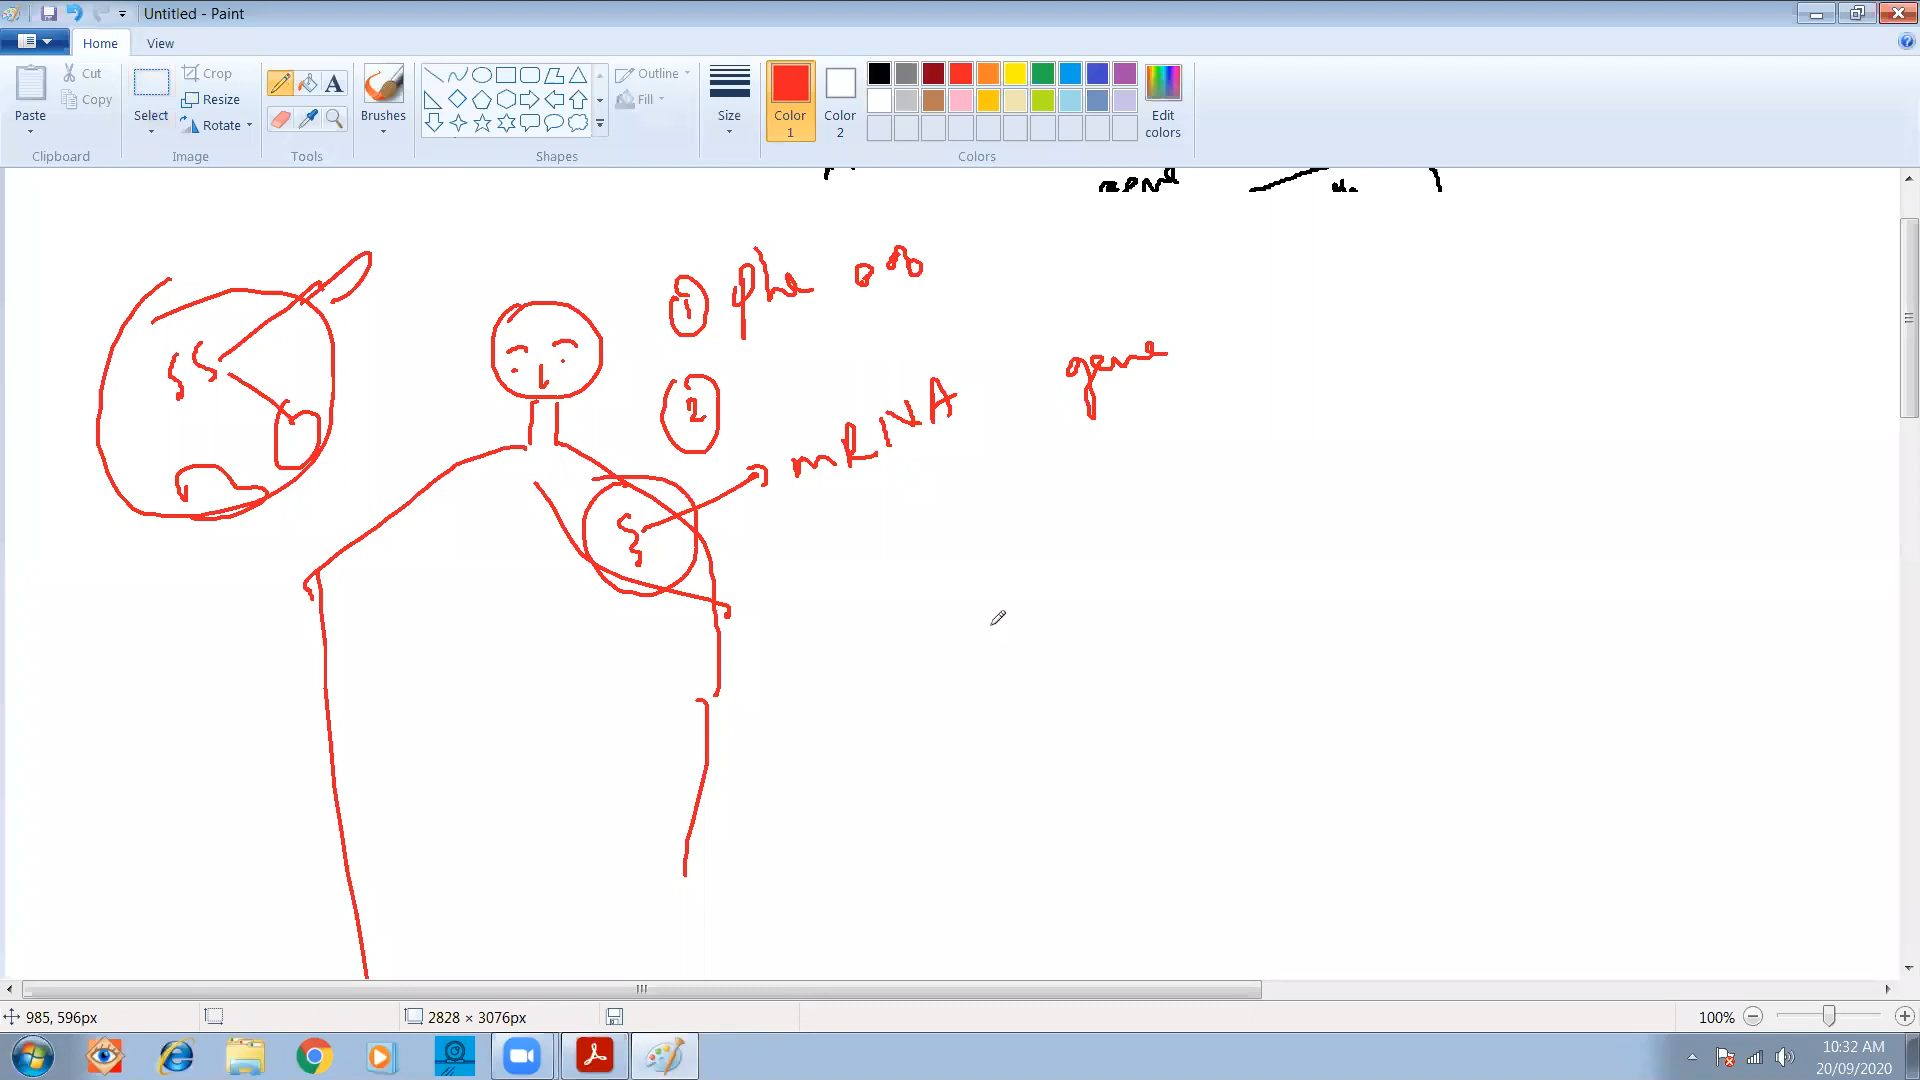 Untitled - Paint
Home View
Paste
Cut
Copy
Clipboard
Select
Crop
Resize
Rotate
Image
Tools
Brushes
Shapes
Outline
Fill
Size
Color 1
Color 2
Edit colors
Colors
1
2
mRNA
gene
985, 596px
2828 × 3076px
100%
10:32 AM
20/09/2020